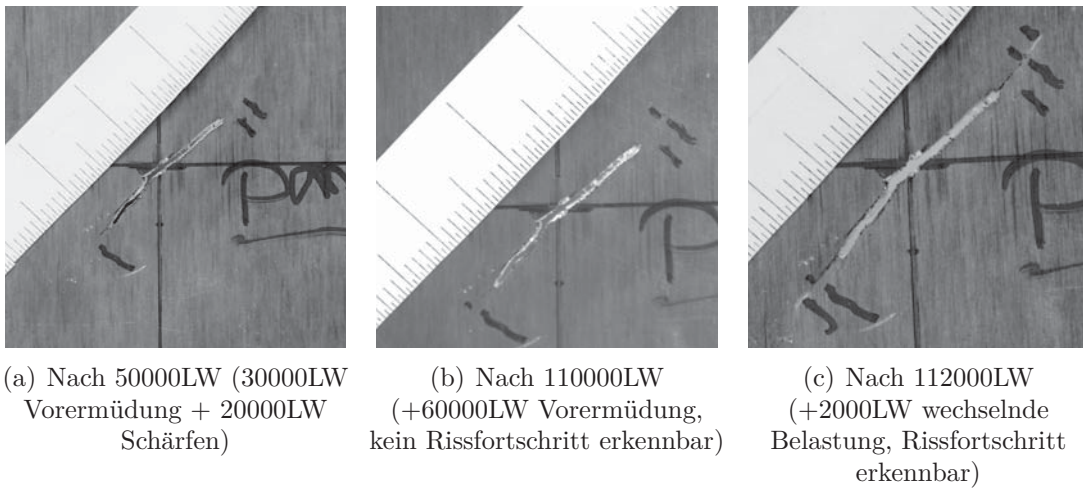 (a) Nach 50000LW (30000LW
Vorermüdung + 20000LW
Schärfen)
(b) Nach 110000LW
(+60000LW Vorermüdung,
kein Rissfortschritt erkennbar)
(c) Nach 112000LW
(+2000LW wechselnde
Belastung, Rissfortschritt
erkennbar)